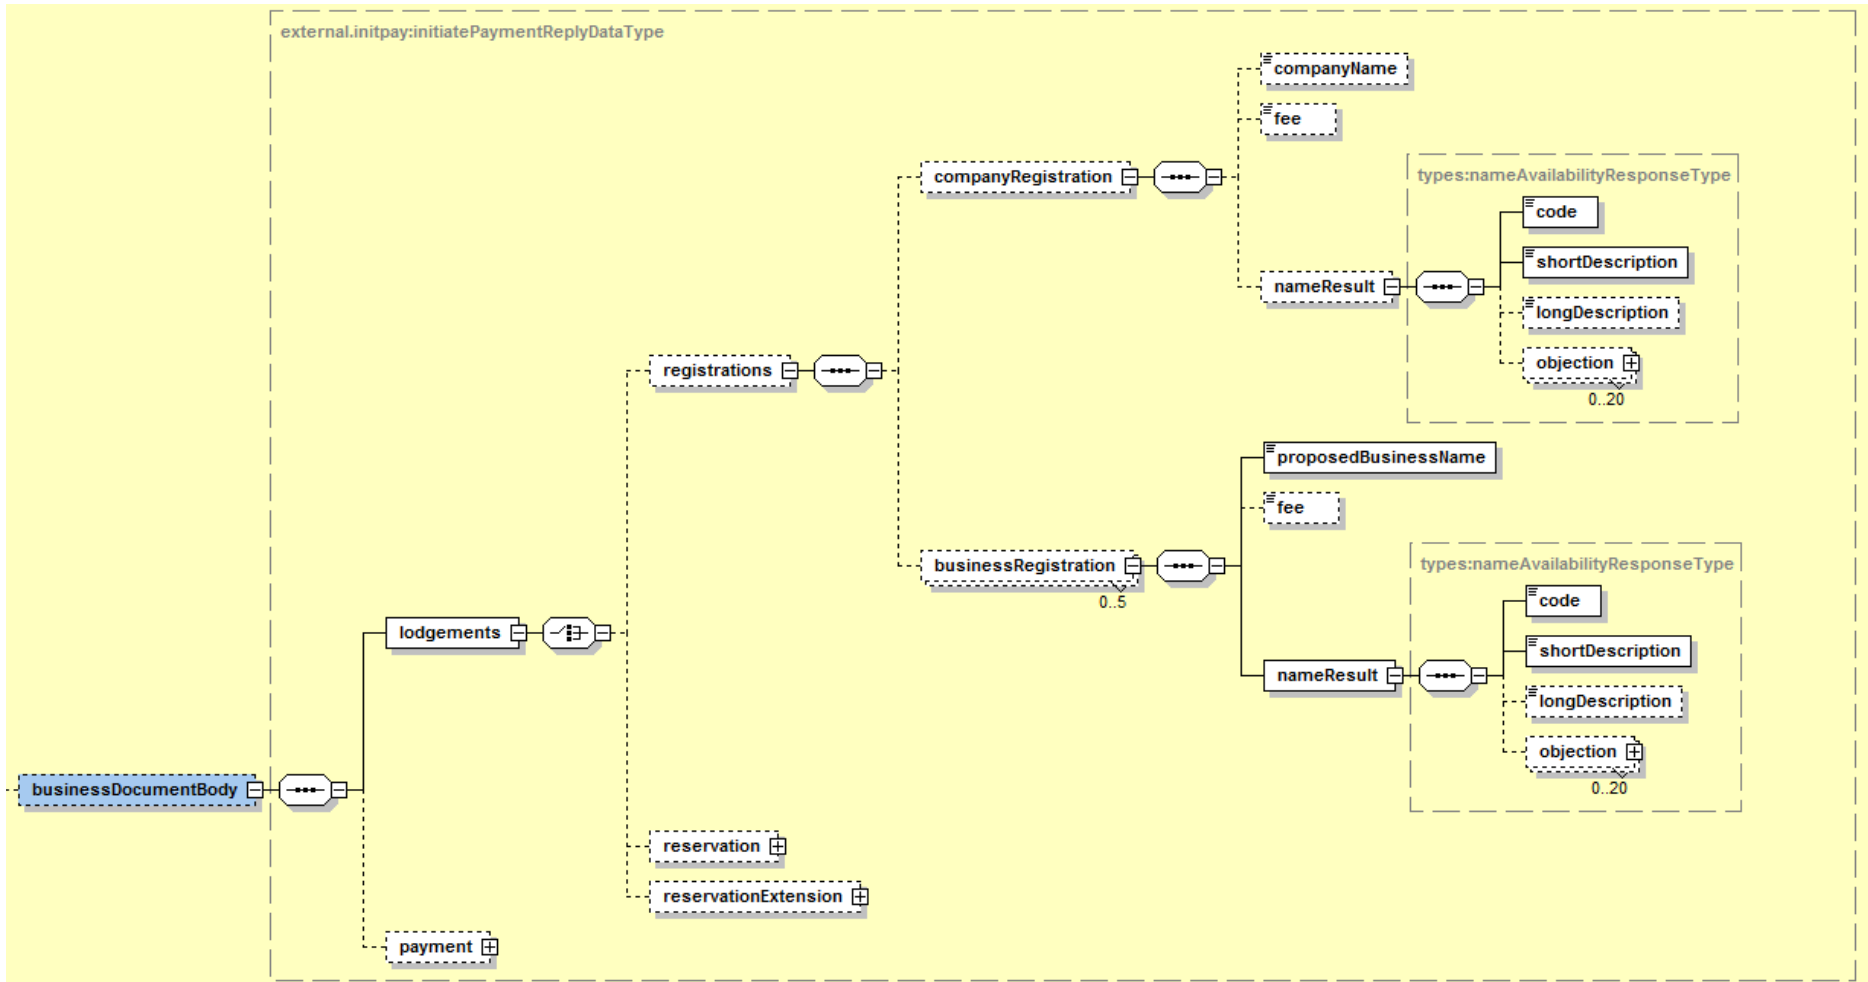 external.initpay:initiatePaymentReplyDataType
companyName
fee
companyRegistration
types:nameAvailabilityResponseType
code
shortDescription
nameResult
longDescription
objection
0..20
registrations
proposedBusinessName
fee
businessRegistration
0..5
types:nameAvailabilityResponseType
code
shortDescription
nameResult
longDescription
objection
0..20
lodgements
businessDocumentBody
reservation
reservationExtension
payment